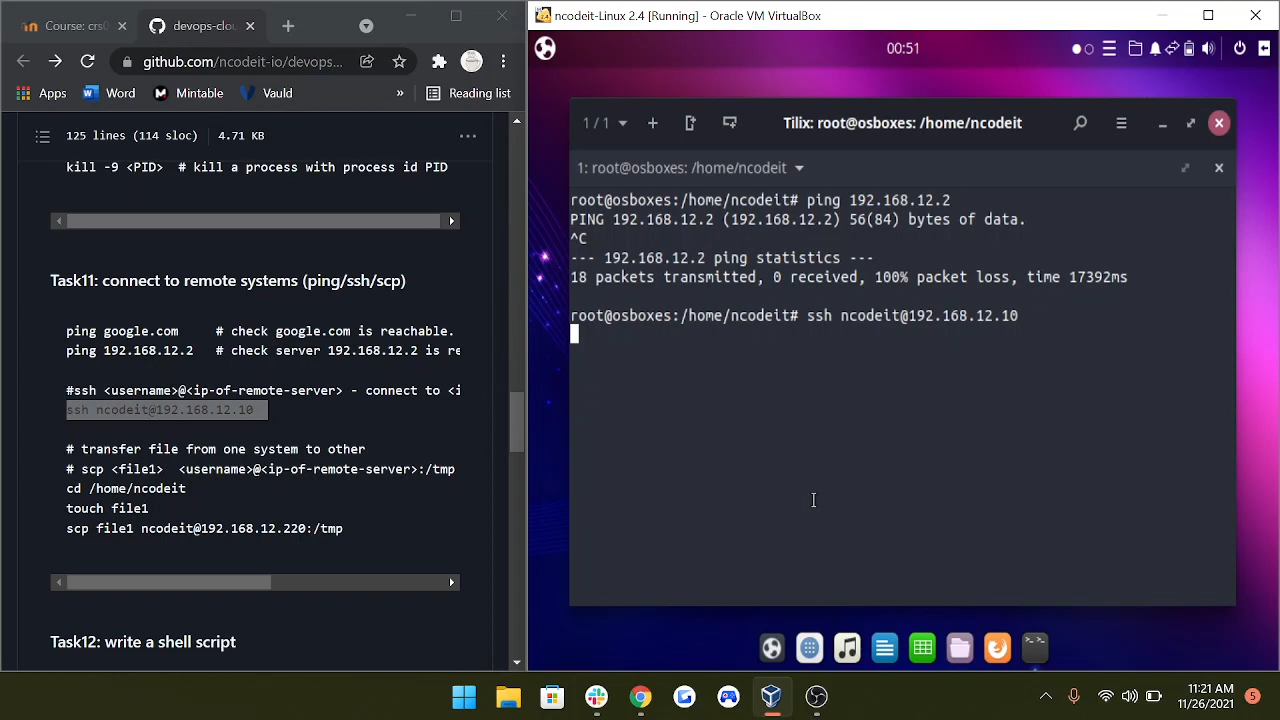 Course: crs(
devops-clou
github.com/ncodeit-io/devops...
Apps
Word
Mintable
Vauld
»
Reading list
125 lines (114 sloc)
4.71 KB
kill -9 <PID>  # kill a process with process id PID
Task11: connect to remote systems (ping/ssh/scp)
ping google.com     # check google.com is reachable.
ping 192.168.12.2   # check server 192.168.12.2 is re
#ssh <username>@<ip-of-remote-server> - connect to <i
ssh ncodeit@192.168.12.10
# transfer file from one system to other
# scp <file1>  <username>@<ip-of-remote-server>:/tmp
cd /home/ncodeit
touch file1
scp file1 ncodeit@192.168.12.220:/tmp
Task12: write a shell script
ncodeit-Linux 2.4 [Running] - Oracle VM VirtualBox
00:51
1 / 1
Tilix: root@osboxes: /home/ncodeit
1: root@osboxes: /home/ncodeit
root@osboxes:/home/ncodeit# ping 192.168.12.2
PING 192.168.12.2 (192.168.12.2) 56(84) bytes of data.
^C
--- 192.168.12.2 ping statistics ---
18 packets transmitted, 0 received, 100% packet loss, time 17392ms
root@osboxes:/home/ncodeit# ssh ncodeit@192.168.12.10
11:21 AM
11/26/2021
5